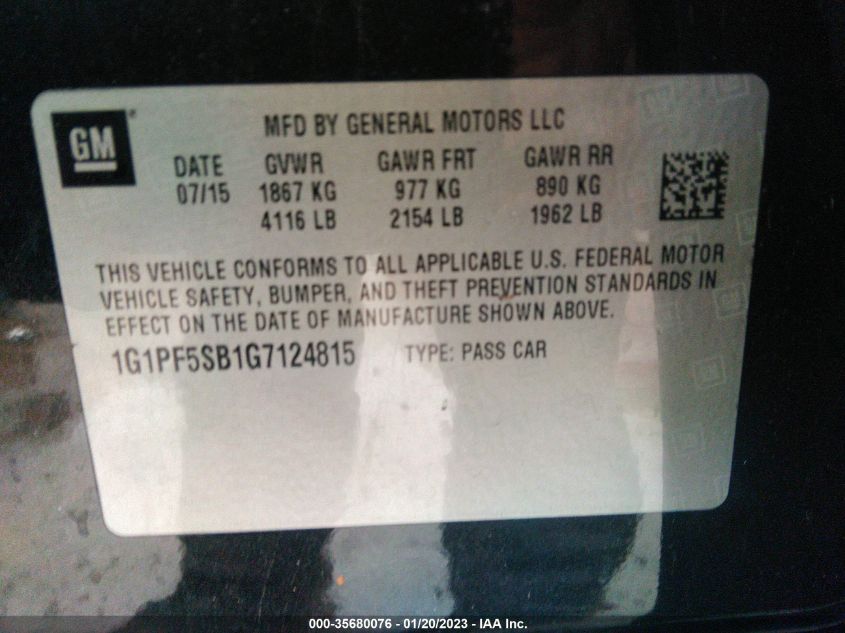 GM
MFD BY GENERAL MOTORS LLC
DATE GVWR GAWR FRT GAWR RR
07/15 1867 KG 977 KG 890 KG
4116 LB 2154 LB 1962 LB
THIS VEHICLE CONFORMS TO ALL APPLICABLE U.S. FEDERAL MOTOR
VEHICLE SAFETY, BUMPER, AND THEFT PREVENTION STANDARDS IN
EFFECT ON THE DATE OF MANUFACTURE SHOWN ABOVE.
1G1PF5SB1G7124815 TYPE: PASS CAR
000-35680076 - 01/20/2023 - IAA Inc.